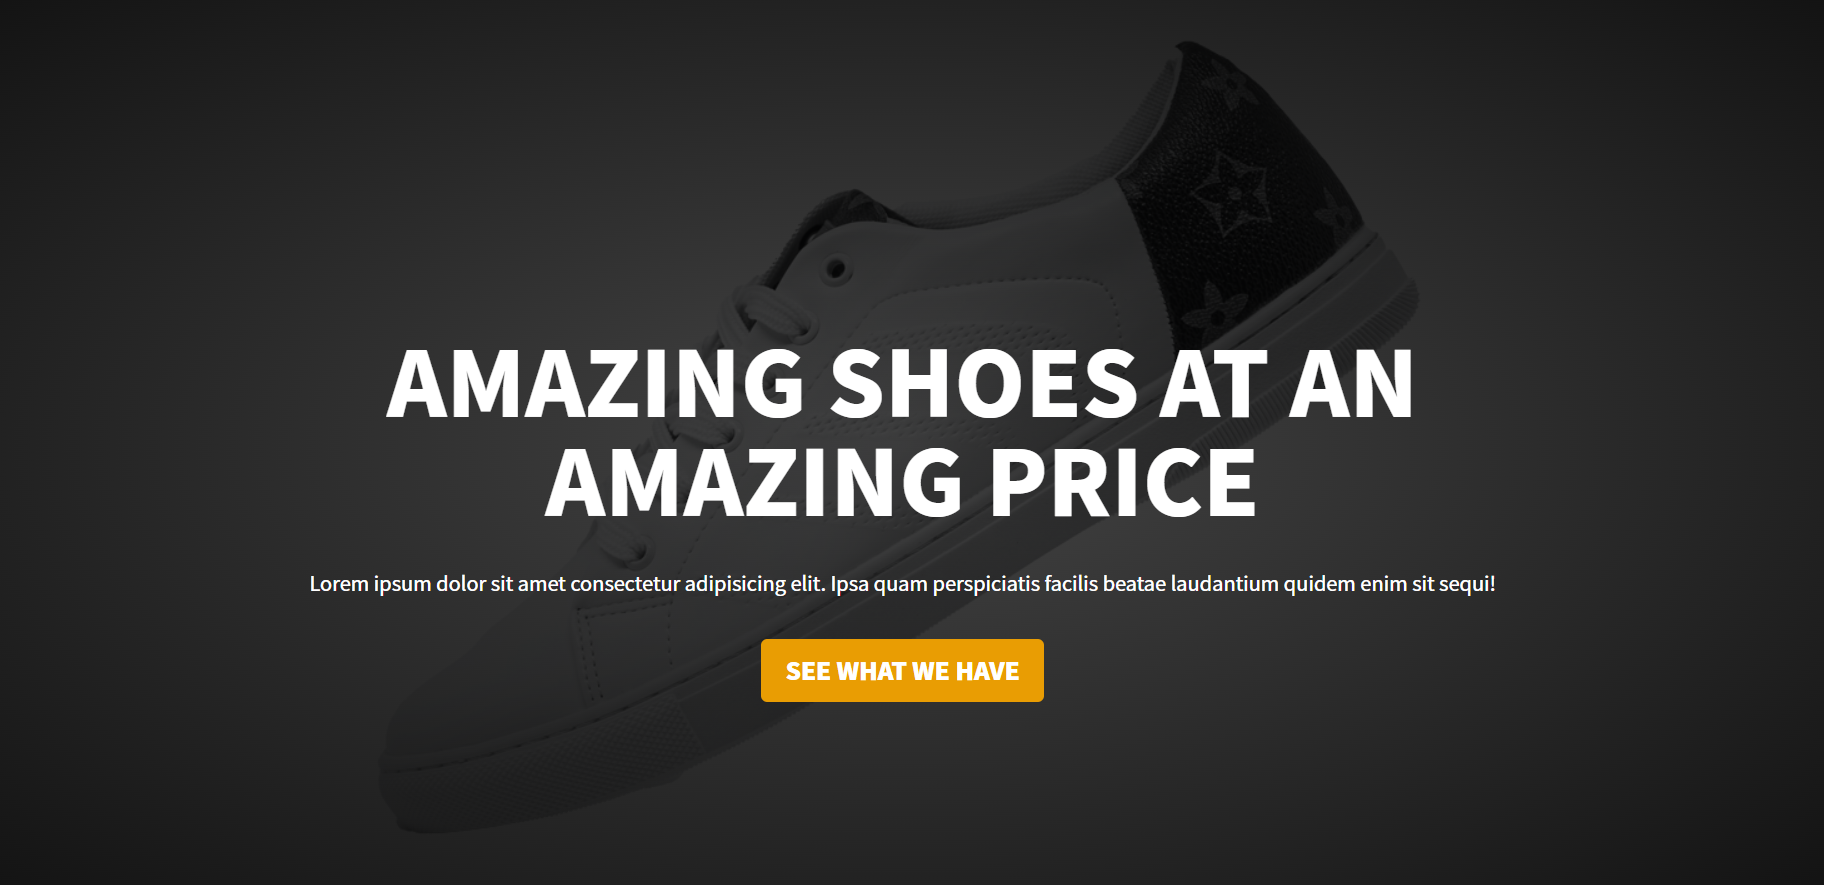 AMAZING SHOES AT AN
AMAZING PRICE
Lorem ipsum dolor sit amet consectetur adipisicing elit. Ipsa quam perspiciatis facilis beatae laudantium quidem enim sit sequi!
SEE WHAT WE HAVE